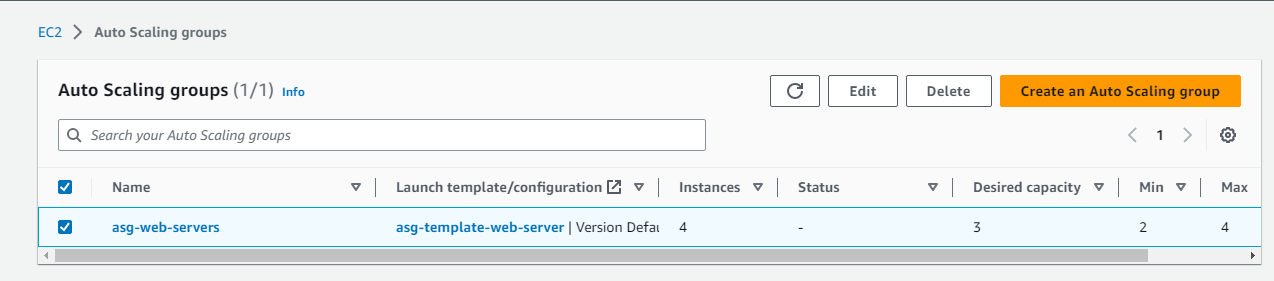 EC2 > Auto Scaling groups
Auto Scaling groups (1/1) Info Edit Delete Create an Auto Scaling group
Search your Auto Scaling groups 1
Name Launch template/configuration Instances Status Desired capacity Min Max
asg-web-servers asg-template-web-server | Version Defau 4 - 3 2 4